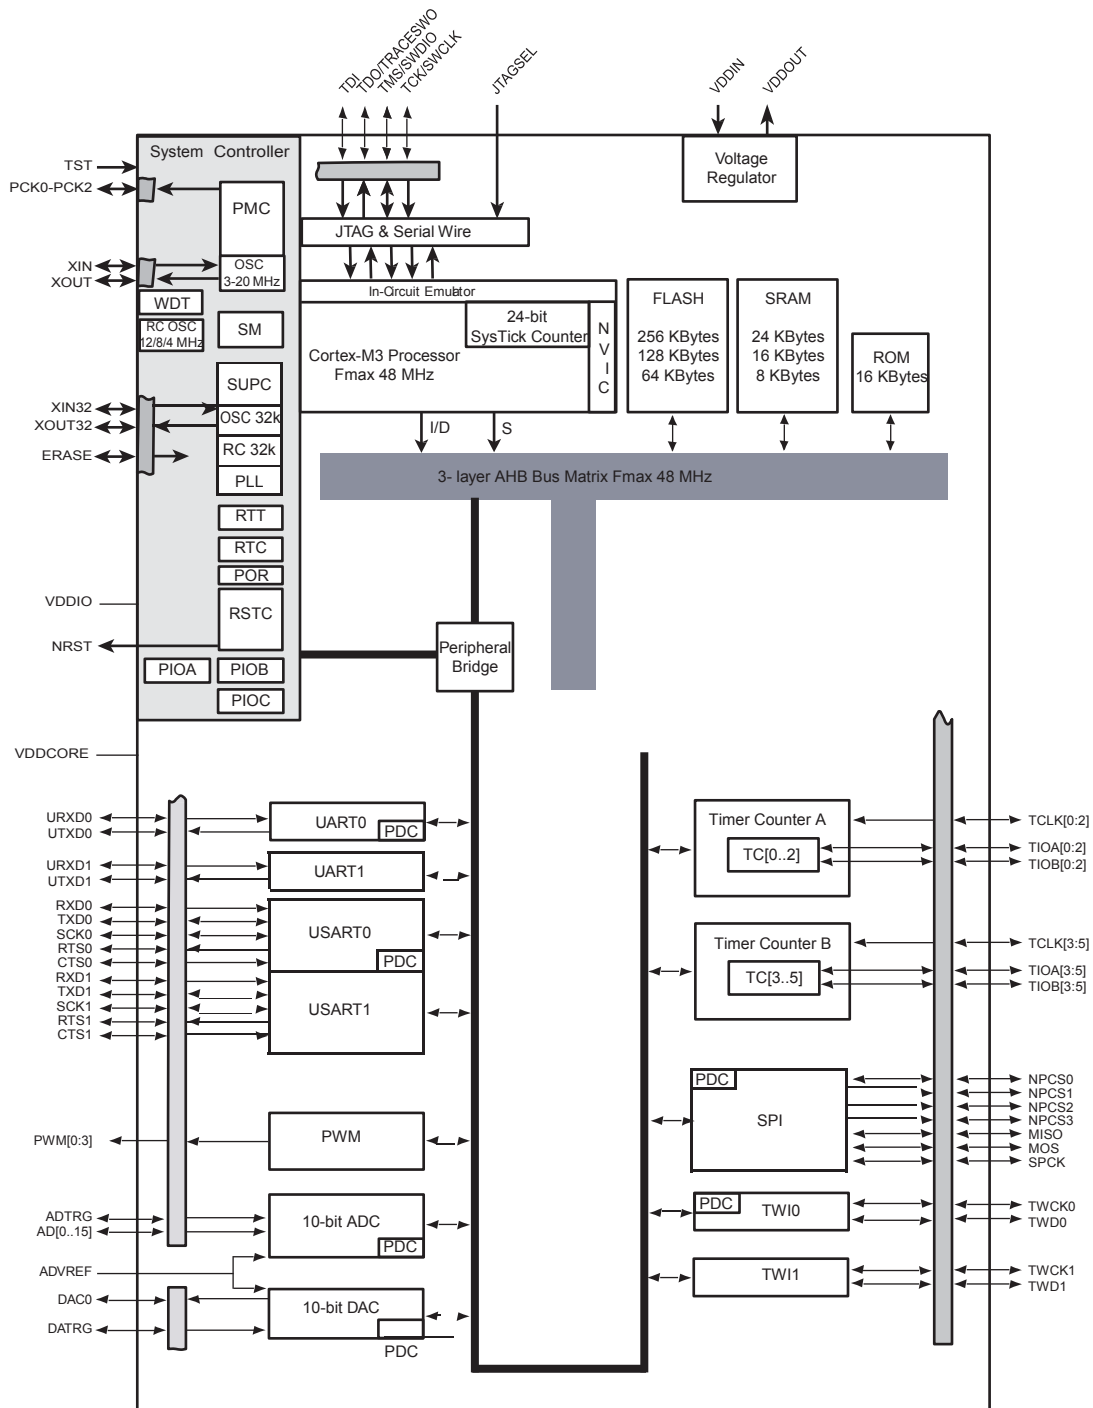 TDI
TDO/TRACESWO
TMS/SWDIO
TCK/SWCLK
JTAGSEL
VDDIN
VDDOUT
System Controller
Voltage
Regulator
TST
PCK0-PCK2
PMC
JTAG & Serial Wire
XIN
XOUT
OSC
3-20 MHz
WDT
RC OSC
12/8/4 MHz
SM
In-Circuit Emulator
24-bit
SysTick Counter
N
V
I
C
Cortex-M3 Processor
Fmax 48 MHz
FLASH
256 KBytes
128 KBytes
64 KBytes
SRAM
24 KBytes
16 KBytes
8 KBytes
ROM
16 KBytes
SUPC
XIN32
XOUT32
OSC 32k
ERASE
RC 32k
PLL
I/D
S
3- layer AHB Bus Matrix Fmax 48 MHz
RTT
RTC
POR
VDDIO
RSTC
NRST
PIOA
PIOB
PIOC
Peripheral
Bridge
VDDCORE
URXD0
UTXD0
UART0
PDC
URXD1
UTXD1
UART1
RXD0
TXD0
SCK0
RTS0
CTS0
USART0
PDC
RXD1
TXD1
SCK1
RTS1
CTS1
USART1
PWM[0:3]
PWM
ADTRG
AD[0..15]
10-bit ADC
PDC
ADVREF
DAC0
DATRG
10-bit DAC
PDC
Timer Counter A
TC[0..2]
TCLK[0:2]
TIOA[0:2]
TIOB[0:2]
Timer Counter B
TC[3..5]
TCLK[3:5]
TIOA[3:5]
TIOB[3:5]
PDC
SPI
NPCS0
NPCS1
NPCS2
NPCS3
MISO
MOS
SPCK
PDC
TWI0
TWCK0
TWD0
TWI1
TWCK1
TWD1